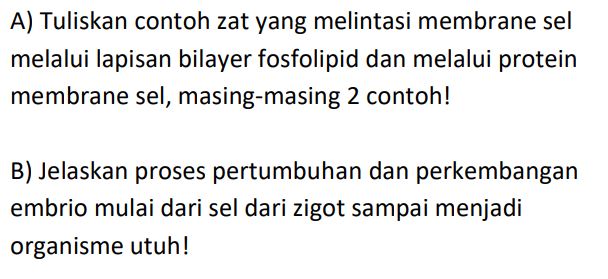 A) Tuliskan contoh zat yang melintasi membrane sel
melalui lapisan bilayer fosfolipid dan melalui protein
membrane sel, masing-masing 2 contoh!
B) Jelaskan proses pertumbuhan dan perkembangan
embrio mulai dari sel dari zigot sampai menjadi
organisme utuh!